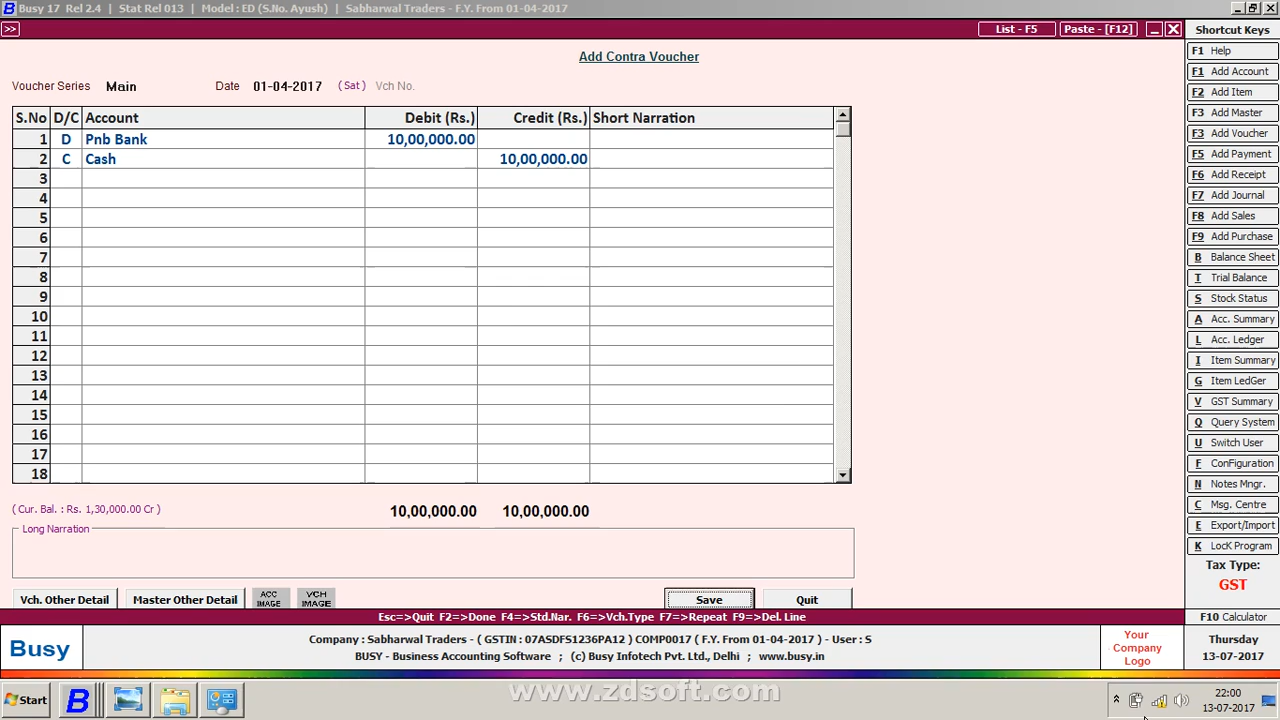 Busy 17 Rel 2.4 | Stat Rel 013 | Model : ED (S.No. Ayush) | Sabharwal Traders - F.Y. From 01-04-2017
>> List - F5 Paste - [F12] Shortcut Keys
Add Contra Voucher
Voucher Series Main Date 01-04-2017 (Sat) Vch No.
S.No D/C Account Debit (Rs.) Credit (Rs.) Short Narration
1 D Pnb Bank 10,00,000.00
2 C Cash 10,00,000.00
3
4
5
6
7
8
9
10
11
12
13
14
15
16
17
18
(Cur. Bal. : Rs. 1,30,000.00 Cr) 10,00,000.00 10,00,000.00
Long Narration
Vch. Other Detail Master Other Detail ACC IMAGE VCH IMAGE Save Quit
Esc=>Quit F2=>Done F4=>Std.Nar. F6=>Vch.Type F7=>Repeat F9=>Del. Line
F1 Help
F1 Add Account
F2 Add Item
F3 Add Master
F3 Add Voucher
F5 Add Payment
F6 Add Receipt
F7 Add Journal
F8 Add Sales
F9 Add Purchase
B Balance Sheet
T Trial Balance
S Stock Status
A Acc. Summary
L Acc. Ledger
I Item Summary
G Item LedGer
V GST Summary
Q Query System
U Switch User
F ConFiguration
N Notes Mngr.
C Msg. Centre
E Export/Import
K LocK Program
Tax Type:
GST
F10 Calculator
Busy
Company : Sabharwal Traders - ( GSTIN : 07ASDFS1236PA12 ) COMP0017 ( F.Y. From 01-04-2017 ) - User : S
BUSY - Business Accounting Software ; (c) Busy Infotech Pvt. Ltd., Delhi ; www.busy.in
Your
Company
Logo
Thursday
13-07-2017
Start
B
www.zdsoft.com
22:00
13-07-2017